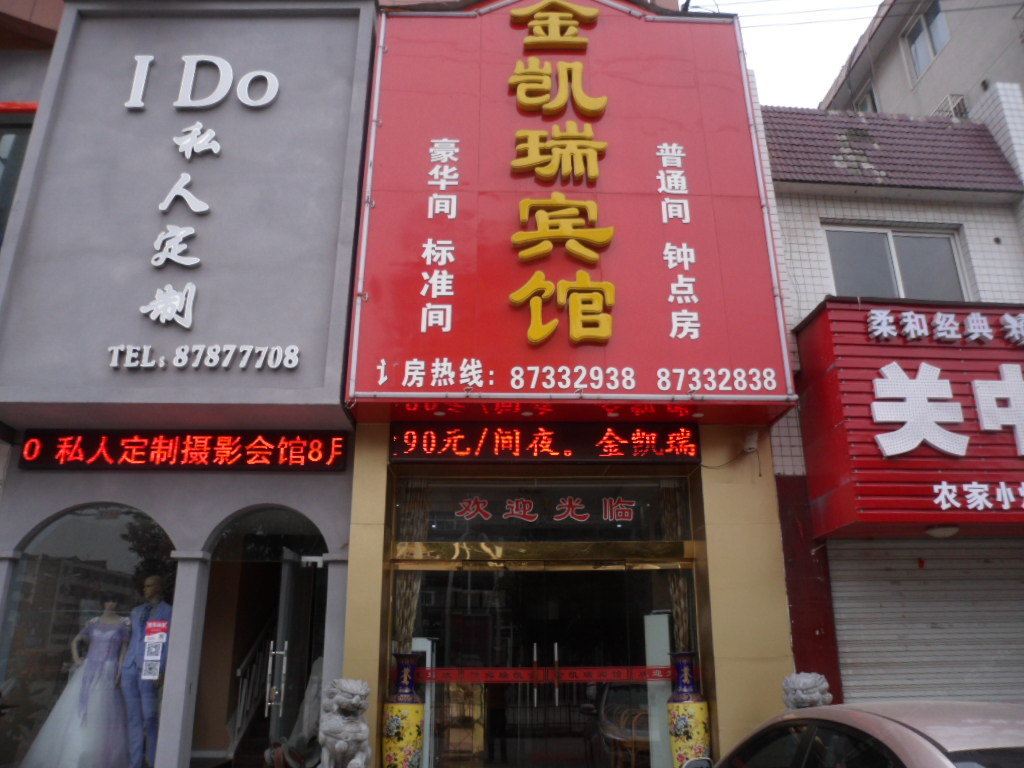 I Do
私人定制
TEL: 87877708
0 私人定制摄影会馆8月
金凯瑞宾馆
豪华间 标准间
普通间 钟点房
订房热线: 87332938 87332838
90元/间夜。金凯瑞
欢迎光临
柔和经典
关中
农家小